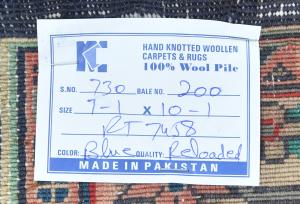 HAND KNOTTED WOOLLEN
CARPETS & RUGS
100% Wool Pile
S. NO. 730 BALE NO. 200
SIZE 7-1 x 10-1
RT 7458
COLOR: Blue QUALITY: Reloaded
MADE IN PAKISTAN